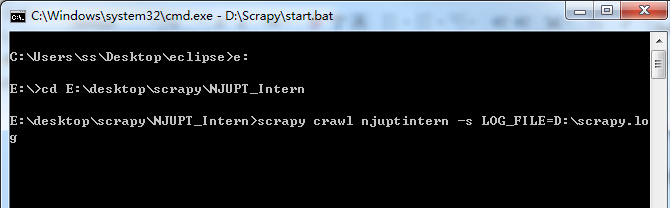 C:\Windows\system32\cmd.exe - D:\Scrapy\start.bat
C:\Users\ss\Desktop\eclipse>e:
E:\>cd E:\desktop\scrapy\NJUPT_Intern
E:\desktop\scrapy\NJUPT_Intern>scrapy crawl njuptintern -s LOG_FILE=D:\scrapy.lo
g